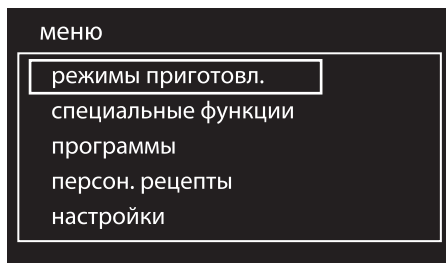 меню
режимы приготовл.
специальные функции
программы
персон. рецепты
настройки